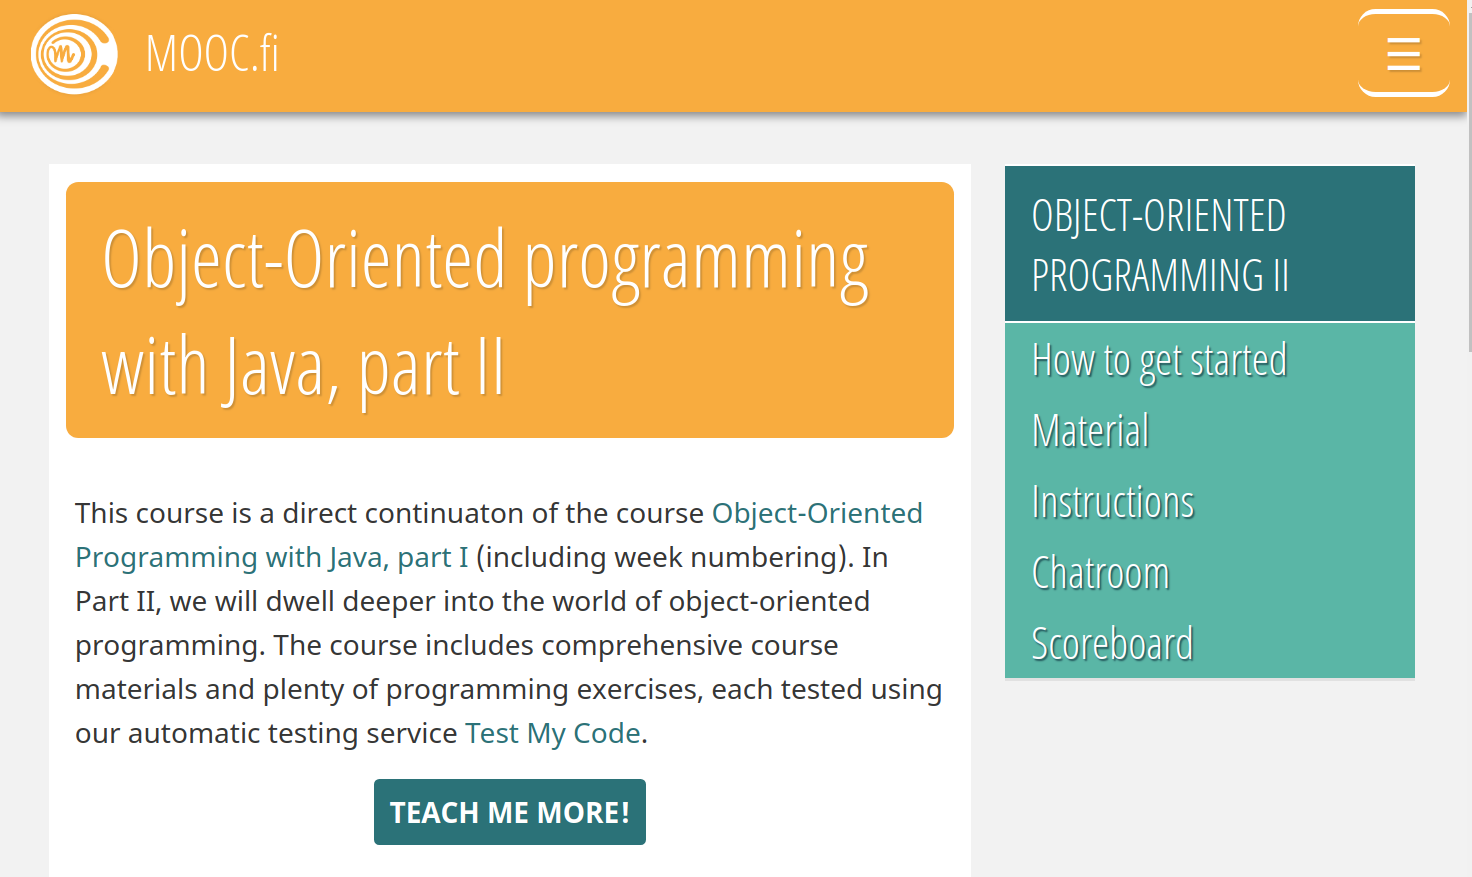 MOOC.fi
☰
Object-Oriented programming
with Java, part II
This course is a direct continuaton of the course Object-Oriented
Programming with Java, part I (including week numbering). In
Part II, we will dwell deeper into the world of object-oriented
programming. The course includes comprehensive course
materials and plenty of programming exercises, each tested using
our automatic testing service Test My Code.
TEACH ME MORE!
OBJECT-ORIENTED
PROGRAMMING II
How to get started
Material
Instructions
Chatroom
Scoreboard